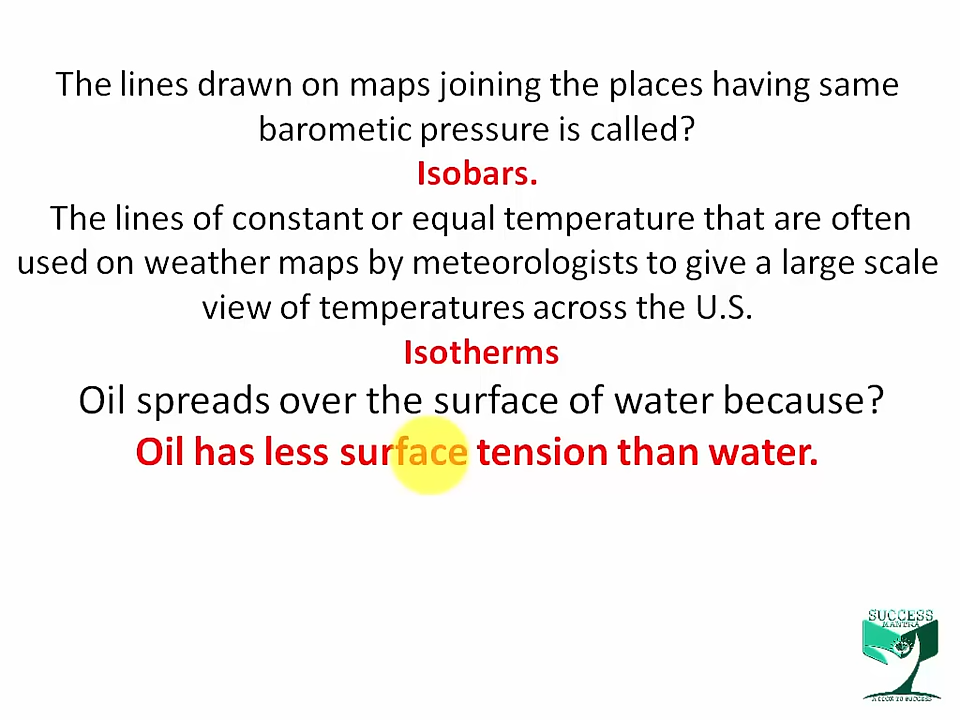 The lines drawn on maps joining the places having same
barometic pressure is called?
Isobars.
The lines of constant or equal temperature that are often
used on weather maps by meteorologists to give a large scale
view of temperatures across the U.S.
Isotherms
Oil spreads over the surface of water because?
Oil has less surface tension than water.
SUCCESS
MANTRA